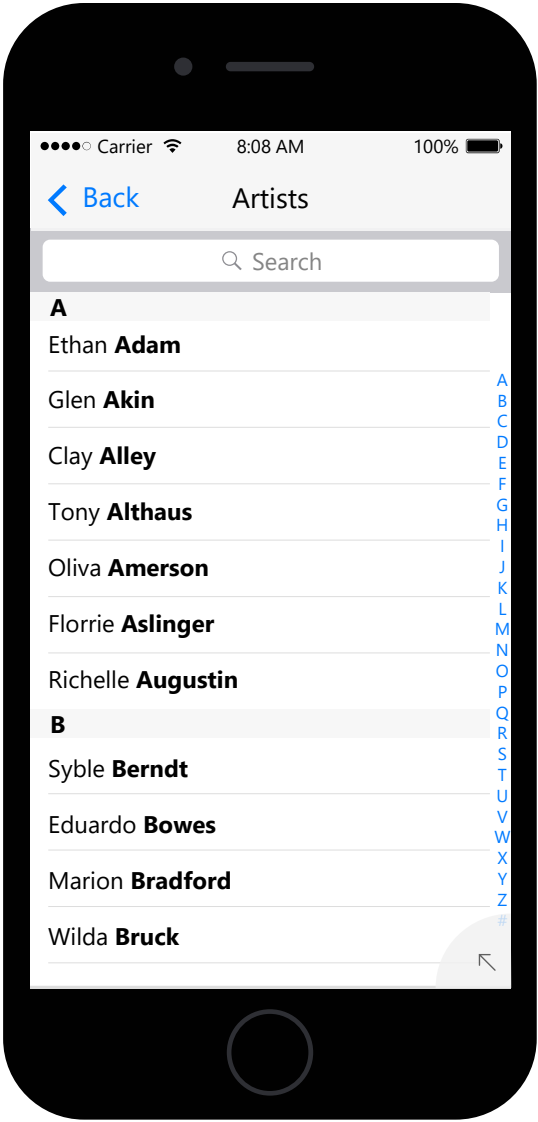 Carrier 8:08 AM 100%
Back Artists
Search
A
Ethan Adam
Glen Akin
Clay Alley
Tony Althaus
Oliva Amerson
Florrie Aslinger
Richelle Augustin
B
Syble Berndt
Eduardo Bowes
Marion Bradford
Wilda Bruck
A
B
C
D
E
F
G
H
I
J
K
L
M
N
O
P
Q
R
S
T
U
V
W
X
Y
Z
#